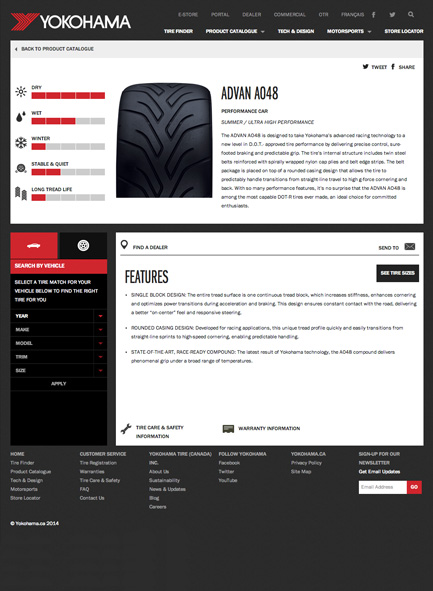 YOKOHAMA
E-STORE PORTAL DEALER COMMERCIAL OTR FRANÇAIS
TIRE FINDER PRODUCT CATALOGUE TECH & DESIGN MOTORSPORTS STORE LOCATOR
BACK TO PRODUCT CATALOGUE
TWEET SHARE
DRY
WET
WINTER
STABLE & QUIET
LONG TREAD LIFE
ADVAN A048
PERFORMANCE CAR
SUMMER / ULTRA HIGH PERFORMANCE
The ADVAN A048 is designed to take Yokohama's advanced racing technology to a
new level in D.O.T.- approved tire performance by delivering precise control, sure-
footed braking and predictable grip. The tire's internal structure includes twin steel
belts reinforced with spirally wrapped nylon cap plies and belt edge strips. The belt
package is placed on top of a rounded casing design that allows the tire to
predictably handle transitions from straight-line travel to high g-force cornering and
back. With so many performance features, it's no surprise that the ADVAN A048 is
among the most capable DOT-R tires ever made, an ideal choice for committed
enthusiasts.
SEARCH BY VEHICLE
SELECT A TIRE MATCH FOR YOUR
VEHICLE BELOW TO FIND THE RIGHT
TIRE FOR YOU
YEAR
MAKE
MODEL
TRIM
SIZE
APPLY
FIND A DEALER
SEND TO
FEATURES
SEE TIRE SIZES
• SINGLE BLOCK DESIGN: The entire tread surface is one continuous tread block, which increases stiffness, enhances cornering
and optimizes power transitions during acceleration and braking. This design ensures constant contact with the road, delivering
a better "on-center" feel and responsive steering.
• ROUNDED CASING DESIGN: Developed for racing applications, this unique tread profile quickly and easily transitions from
straight line sprints to high-speed cornering, enabling predictable handling.
• STATE-OF-THE ART, RACE-READY COMPOUND: The latest result of Yokohama technology, the A048 compound delivers
phenomenal grip under a broad range of temperatures.
TIRE CARE & SAFETY
INFORMATION
WARRANTY INFORMATION
HOME
Tire Finder
Product Catalogue
Tech & Design
Motorsports
Store Locator
CUSTOMER SERVICE
Tire Registration
Warranties
Tire Care & Safety
FAQ
Contact Us
YOKOHAMA TIRE (CANADA)
INC.
About Us
Sustainability
News & Updates
Blog
Careers
FOLLOW YOKOHAMA
Facebook
Twitter
YouTube
YOKOHAMA.CA
Privacy Policy
Site Map
SIGN-UP FOR OUR
NEWSLETTER
Get Email Updates
Email Address GO
© Yokohama.ca 2014